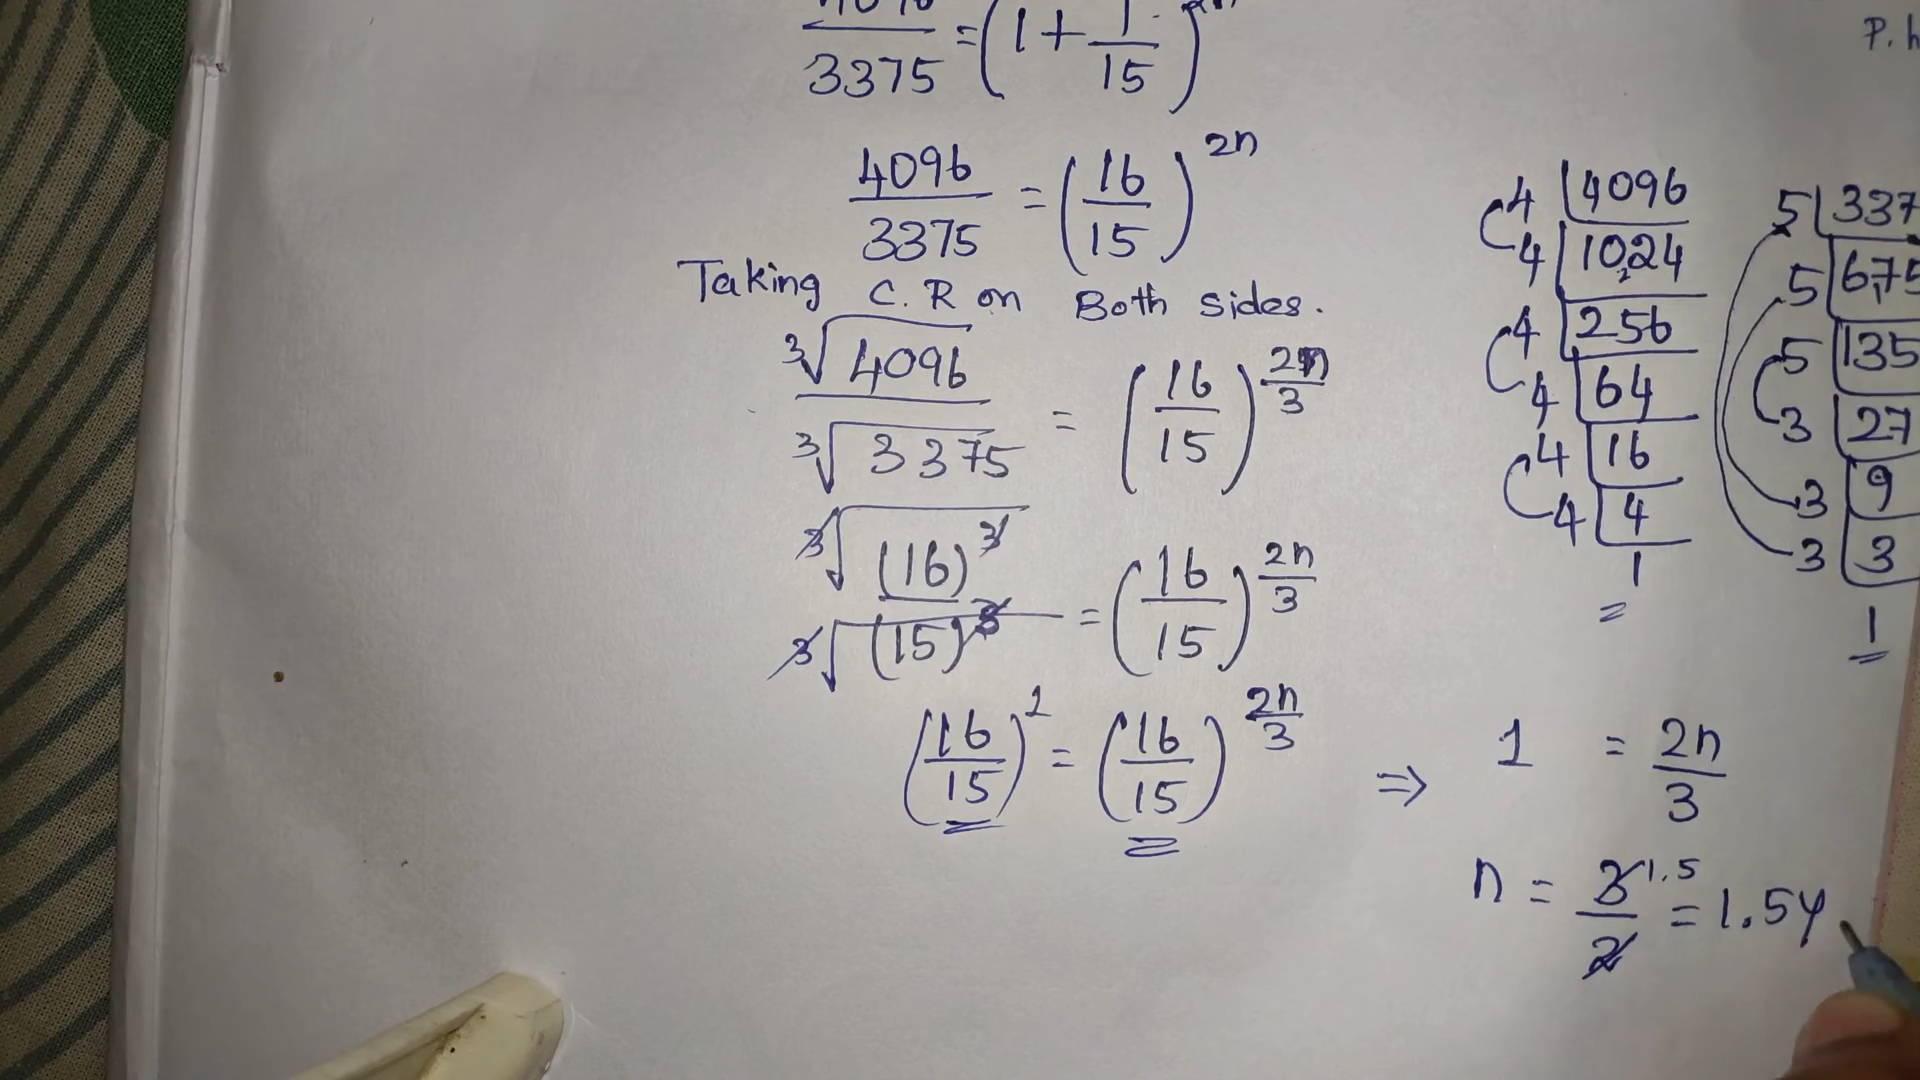 4096/3375 = (1 + 1/15)
4096/3375 = (16/15)^2n
Taking C.R on Both sides.
∛4096/∛3375 = (16/15)^2n/3
∛(16)^3/∛(15)^3 = (16/15)^2n/3
(16/15)^1 = (16/15)^2n/3 ⇒ 1 = 2n/3
n = 3/2 1.5 = 1.5y
P.
4 | 4096
4 | 1024
4 | 256
4 | 64
4 | 16
4 | 4
1
=
5 | 337
5 | 675
5 | 135
3 | 27
3 | 9
3 | 3
1
=